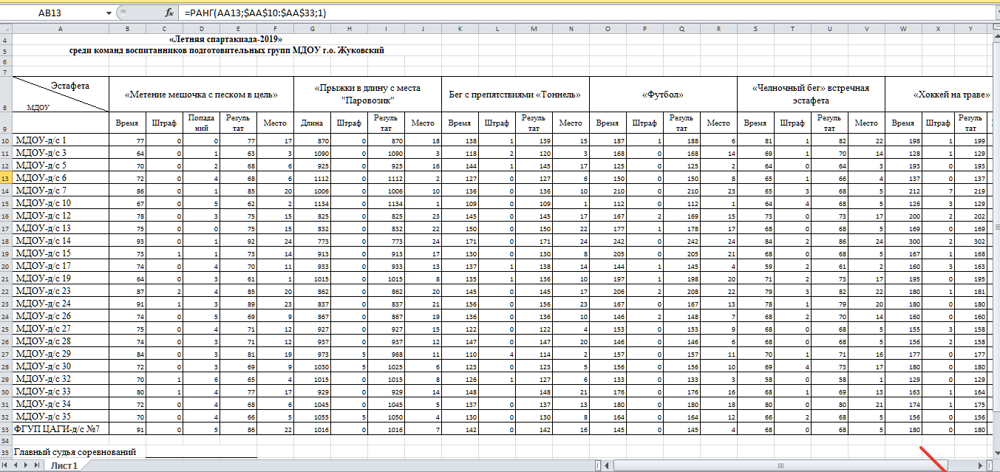 AB13 fx =РАНГ(AA13;$AA$10:$AA$33;1)
A B C D E F G H I J K L M N O P Q R S T U V W X Y
4 «Летняя спартакиада-2019»
5 среди команд воспитанников подготовительных групп МДОУ г.о. Жуковский
6
7
8 Эстафета МДОУ «Метение мешочка с песком в цель» «Прыжки в длину с места "Паровозик" Бег с препятствиями «Тоннель» «Футбол» «Челночный бег» встречная эстафета «Хоккей на траве»
9 Время Штраф Попаданий Результат Место Длина Штраф Результат Место Время Штраф Результат Место Время Штраф Результат Место Время Штраф Результат Место Время Штраф Результат
10 МДОУ-д/с 1 77 0 0 77 17 870 0 870 18 138 1 139 15 187 1 188 6 81 1 82 22 198 1 199
11 МДОУ-д/с 3 64 0 1 63 3 1090 0 1090 3 118 2 120 3 168 0 168 14 69 1 70 14 128 1 129
12 МДОУ-д/с 5 70 0 2 68 6 925 0 925 16 144 1 145 17 125 0 125 2 64 0 64 3 193 0 193
13 МДОУ-д/с 6 72 0 4 68 6 1112 0 1112 2 127 0 127 6 150 0 150 8 65 1 66 4 137 0 137
14 МДОУ-д/с 7 86 0 1 85 20 1006 0 1006 10 136 0 136 10 210 0 210 23 65 3 68 5 212 7 219
15 МДОУ-д/с 10 67 0 5 62 2 1134 0 1134 1 109 0 109 1 112 0 112 1 64 4 68 5 126 3 129
16 МДОУ-д/с 12 78 0 3 75 15 825 0 825 23 145 0 145 17 167 2 169 15 73 0 73 17 200 2 202
17 МДОУ-д/с 13 75 0 0 75 15 832 0 832 22 150 0 150 22 177 1 178 17 68 0 68 5 169 0 169
18 МДОУ-д/с 14 93 0 1 92 24 773 0 773 24 171 0 171 24 242 0 242 24 84 2 86 24 300 2 302
19 МДОУ-д/с 15 73 1 1 73 14 913 0 913 17 130 0 130 8 205 0 205 21 68 0 68 5 167 1 168
20 МДОУ-д/с 17 74 0 4 70 11 933 0 933 13 137 1 138 14 144 1 145 4 59 2 61 2 160 3 163
21 МДОУ-д/с 19 64 0 3 61 1 1015 0 1015 8 135 1 136 10 197 1 198 20 71 2 73 17 195 0 195
22 МДОУ-д/с 23 87 2 4 85 20 862 0 862 20 145 0 145 17 206 2 208 22 79 3 82 22 180 1 181
23 МДОУ-д/с 24 91 1 3 89 23 837 0 837 21 156 0 156 23 167 0 167 13 78 1 79 20 180 0 180
24 МДОУ-д/с 26 74 0 5 69 9 867 0 867 19 136 0 136 10 146 2 148 7 68 2 70 14 160 0 160
25 МДОУ-д/с 27 75 0 4 71 12 927 0 927 15 122 0 122 4 153 0 153 9 68 0 68 5 155 3 158
26 МДОУ-д/с 28 74 0 3 71 12 937 0 937 12 147 0 147 20 146 0 146 6 68 0 68 5 156 2 158
27 МДОУ-д/с 29 84 0 3 81 19 973 5 968 11 110 4 114 2 157 0 157 11 70 1 71 16 177 0 177
28 МДОУ-д/с 30 72 0 3 69 9 1030 5 1025 6 123 0 123 5 156 0 156 10 69 4 73 17 180 0 180
29 МДОУ-д/с 32 70 1 6 65 4 1015 0 1015 8 126 1 127 6 133 0 133 3 58 0 58 1 129 0 129
30 МДОУ-д/с 33 80 1 4 77 17 929 0 929 14 148 148 21 176 0 176 16 68 1 69 13 163 1 164
31 МДОУ-д/с 34 72 0 4 68 6 1045 0 1045 5 137 0 137 13 180 0 180 18 80 0 80 21 174 1 175
32 МДОУ-д/с 35 70 0 4 66 5 1055 5 1050 4 130 0 130 8 164 0 164 12 66 2 68 5 156 0 156
33 ФГУП ЦАГИ-д/с №7 91 0 5 86 22 1016 0 1016 7 142 0 142 16 145 0 145 4 68 0 68 5 180 0 180
34
35 Главный судья соревнований
Лист1